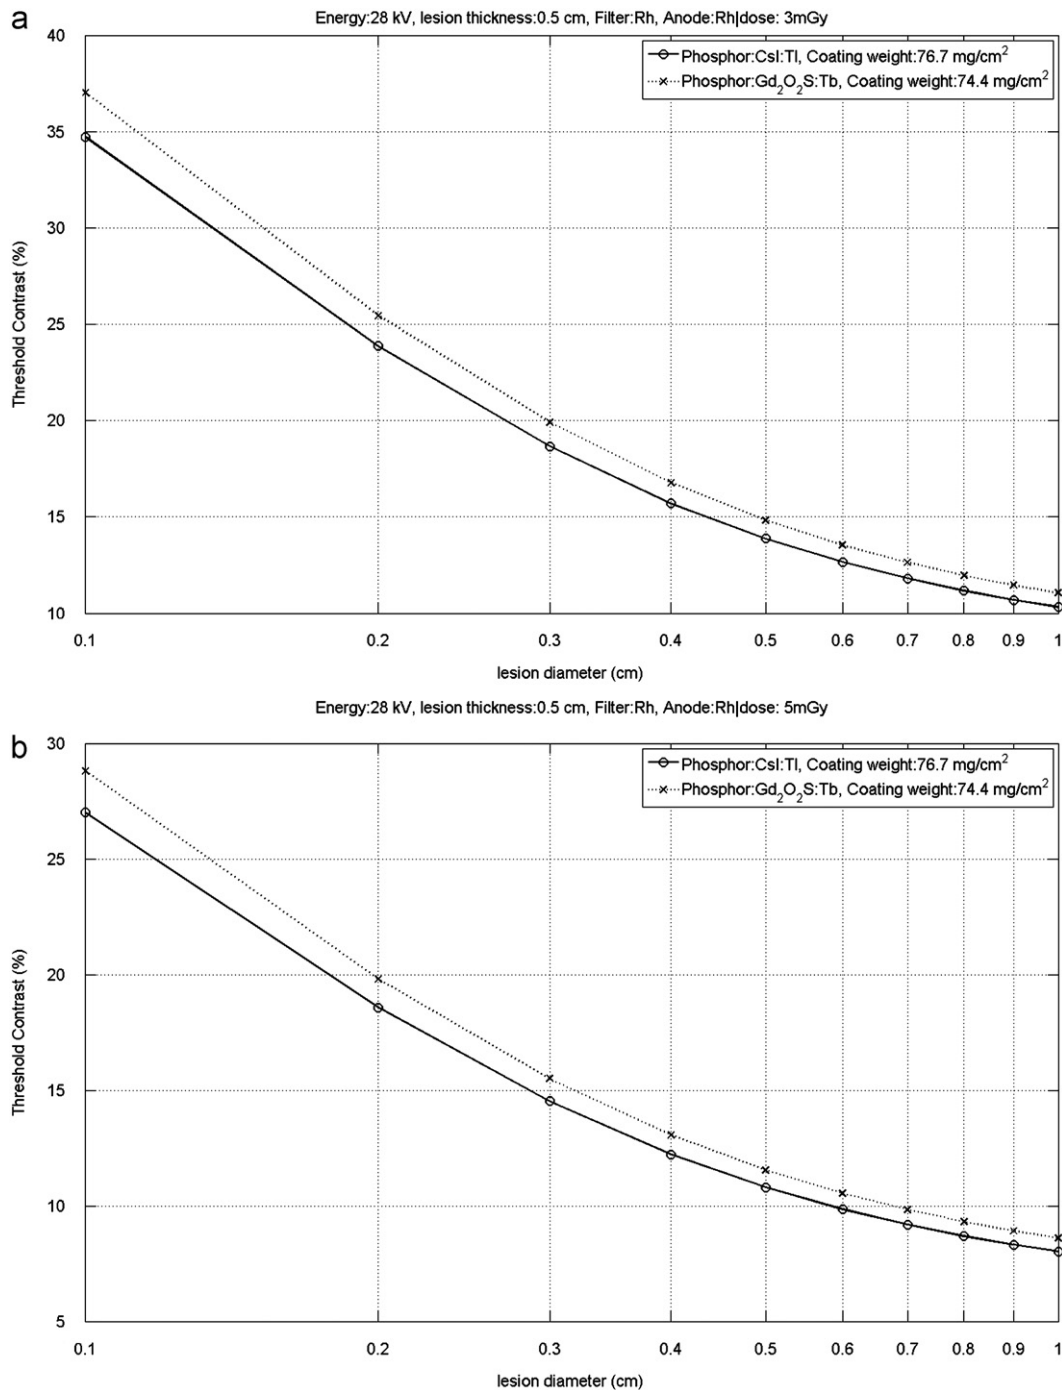 a
Energy:28 kV, lesion thickness:0.5 cm, Filter:Rh, Anode:Rh|dose: 3mGy
Phosphor:CsI:Tl, Coating weight:76.7 mg/cm²
Phosphor:Gd₂O₂S:Tb, Coating weight:74.4 mg/cm²
40
35
30
25
20
15
10
Threshold Contrast (%)
0.1 0.2 0.3 0.4 0.5 0.6 0.7 0.8 0.9 1
lesion diameter (cm)
Energy:28 kV, lesion thickness:0.5 cm, Filter:Rh, Anode:Rh|dose: 5mGy
b
Phosphor:CsI:Tl, Coating weight:76.7 mg/cm²
Phosphor:Gd₂O₂S:Tb, Coating weight:74.4 mg/cm²
30
25
20
15
10
5
Threshold Contrast (%)
0.1 0.2 0.3 0.4 0.5 0.6 0.7 0.8 0.9 1
lesion diameter (cm)